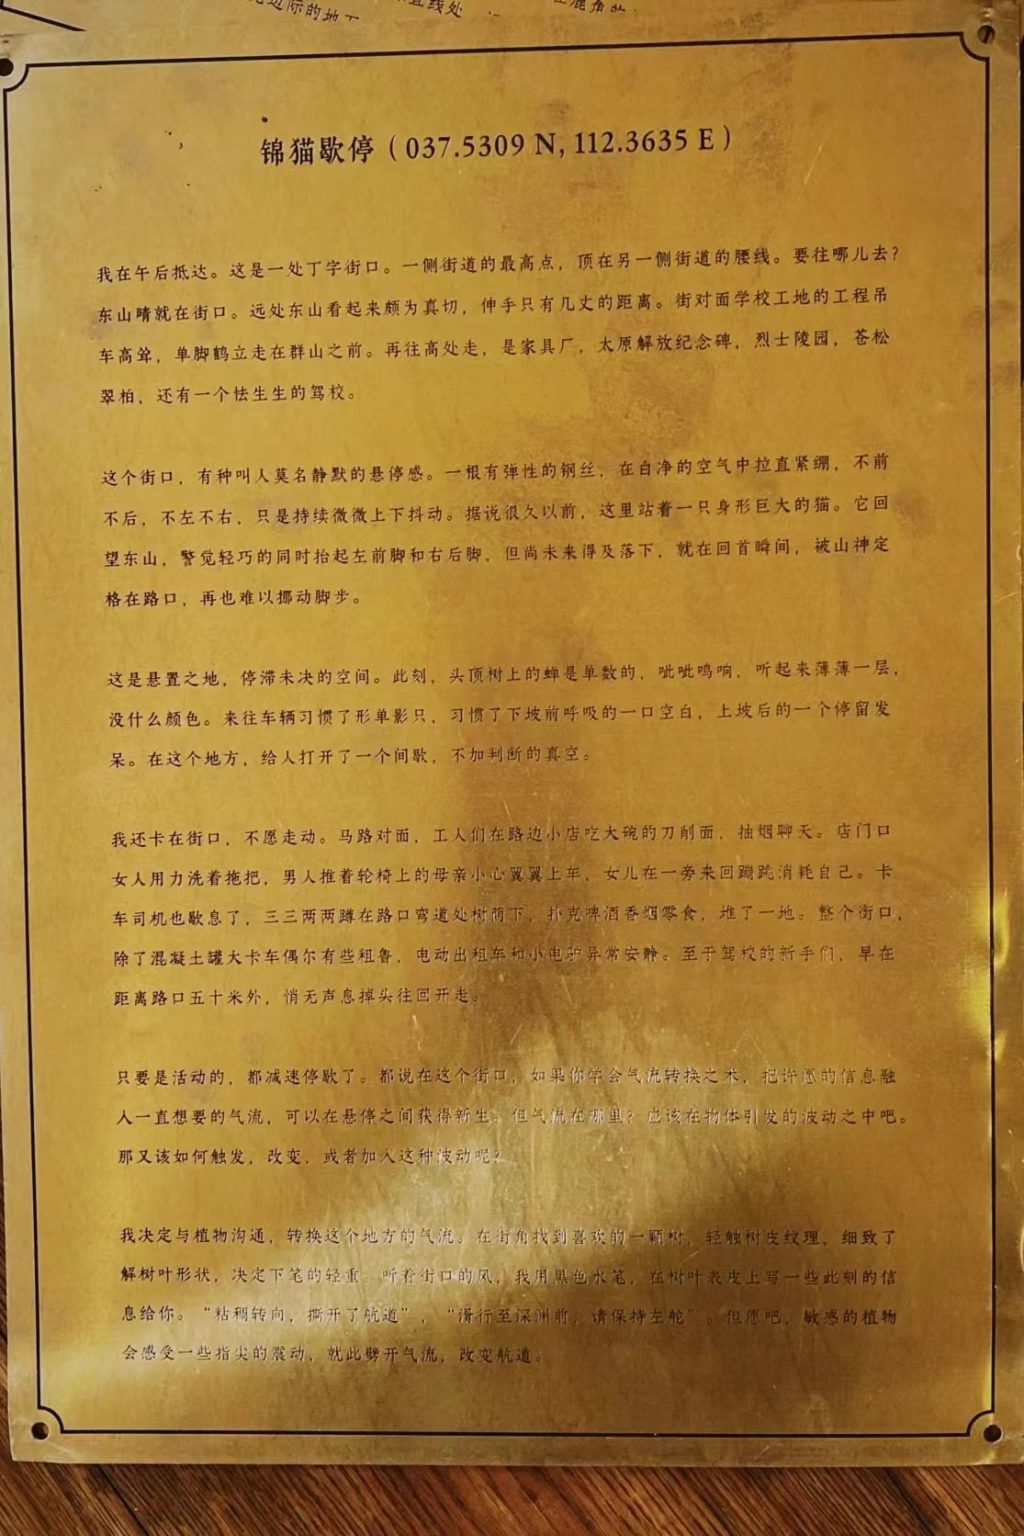 边际的地
直线处
锦猫歇停（037.5309 N, 112.3635 E）
我在午后抵达。这是一处丁字街口。一侧街道的最高点，顶在另一侧街道的腰线。要往哪儿去？
东山晴就在街口。远处东山看起来颇为真切，伸手只有几丈的距离。街对面学校工地的工程吊
车高耸，单脚鹤立走在群山之前。再往高处走，是家具厂，太原解放纪念碑，烈士陵园，苍松
翠柏，还有一个怯生生的驾校。
这个街口，有种叫人莫名静默的悬停感。一根有弹性的钢丝，在白净的空气中拉直紧绷，不前
不后，不左不右，只是持续微微上下抖动。据说很久以前，这里站着一只身形巨大的猫。它回
望东山，警觉轻巧的同时抬起左前脚和右后脚，但尚未来得及落下，就在回首瞬间，被山神定
格在路口，再也难以挪动脚步。
这是悬置之地，停滞未决的空间。此刻，头顶树上的蝉是单数的，呲呲鸣响，听起来薄薄一层，
没什么颜色。来往车辆习惯了形单影只，习惯了下坡前呼吸的一口空白，上坡后的一个停留发
呆。在这个地方，给人打开了一个间歇，不加判断的真空。
我还卡在街口，不愿走动。马路对面，工人们在路边小店吃大碗的刀削面，抽烟聊天。店门口
女人用力洗着拖把，男人推着轮椅上的母亲小心翼翼上车，女儿在一旁来回蹦跳消耗自己。卡
车司机也歇息了，三三两两蹲在路口弯道处树荫下，扑克啤酒香烟零食，堆了一地。整个街口，
除了混凝土罐大卡车偶尔有些粗鲁，电动出租车和小电驴异常安静。至于驾校的新手们，早在
距离路口五十米外，悄无声息掉头往回开走。
只要是活动的，都减速停歇了。都说在这个街口，如果你学会气流转换之术，把许愿的信息融
入一直想要的气流，可以在悬停之间获得新生。但气流在哪里？应该在物体引发的波动之中吧。
那又该如何触发，改变，或者加入这种波动呢？
我决定与植物沟通，转换这个地方的气流。在街角找到喜欢的一颗树，轻触树皮纹理，细致了
解树叶形状，决定下笔的轻重。听着街口的风，我用黑色水笔，在树叶表皮上写一些此刻的信
息给你。“粘稠转向，撕开了航道”，“滑行至深渊前，请保持左舵”。但愿吧，敏感的植物
会感受一些指尖的震动，就此劈开气流，改变航道。